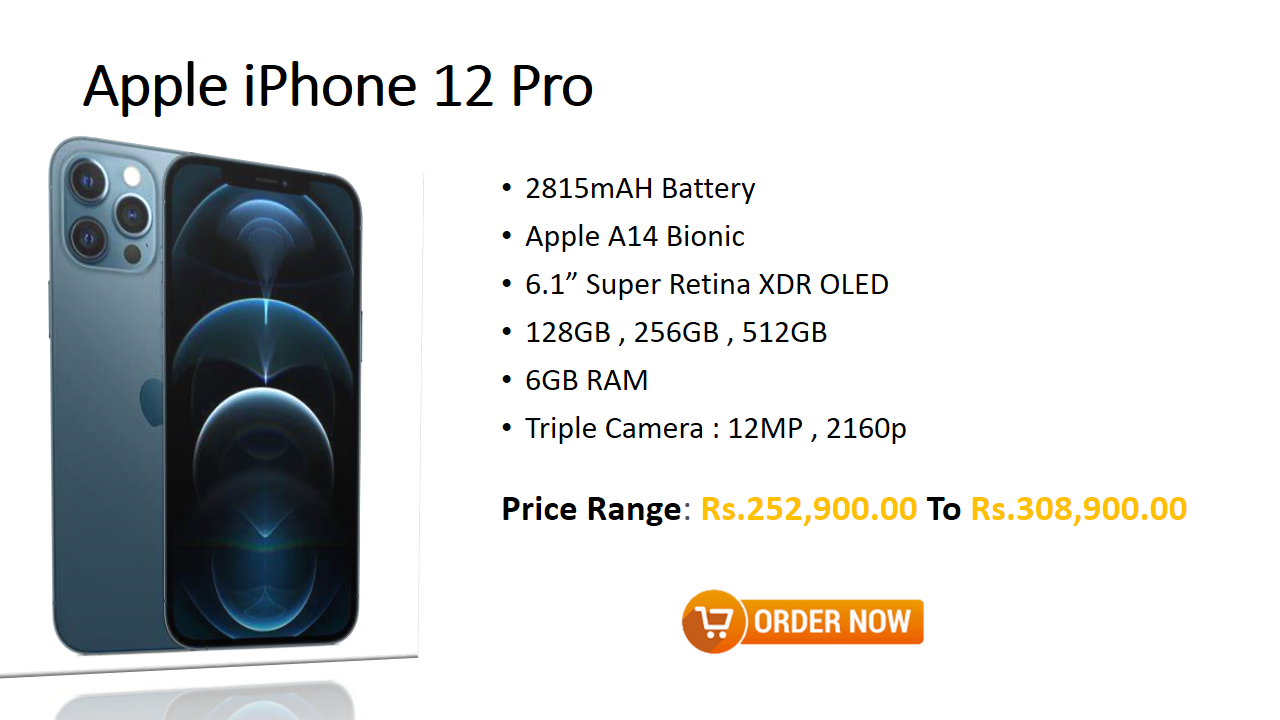 Apple iPhone 12 Pro
• 2815mAH Battery
• Apple A14 Bionic
• 6.1” Super Retina XDR OLED
• 128GB , 256GB , 512GB
• 6GB RAM
• Triple Camera : 12MP , 2160p
Price Range: Rs.252,900.00 To Rs.308,900.00
ORDER NOW